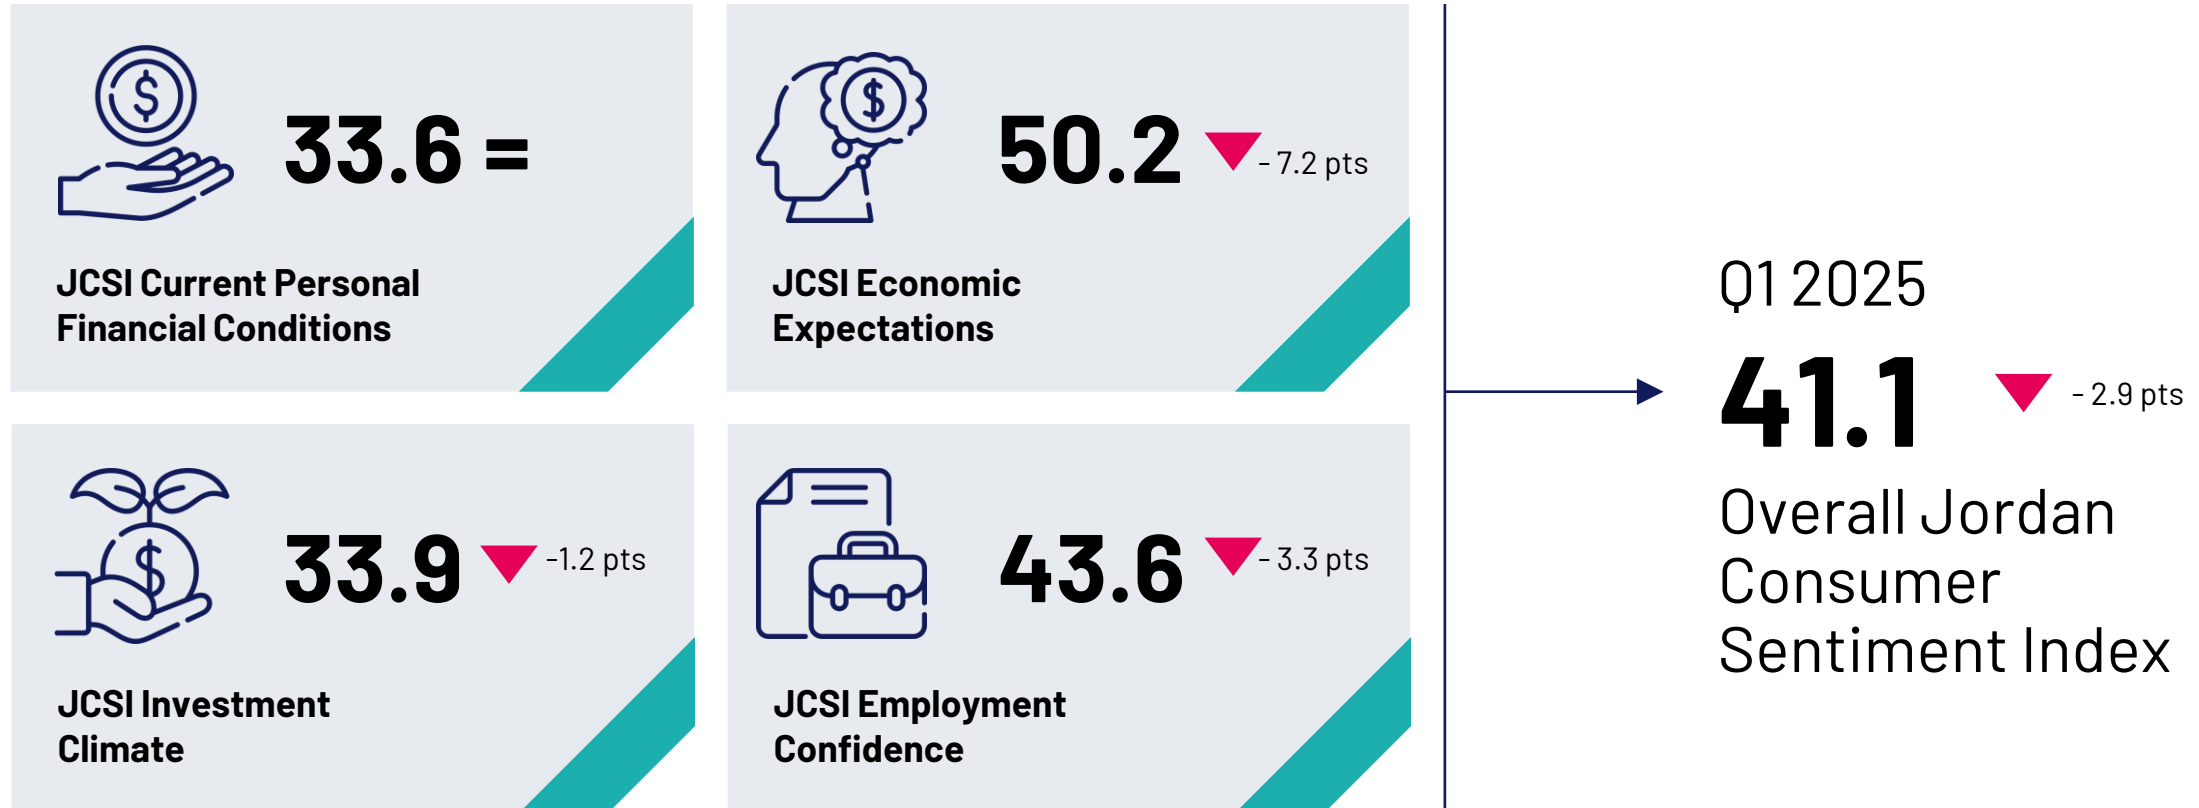 33.6 =
JCSI Current Personal
Financial Conditions
50.2 - 7.2 pts
JCSI Economic
Expectations
33.9 -1.2 pts
JCSI Investment
Climate
43.6 - 3.3 pts
JCSI Employment
Confidence
Q1 2025
41.1 - 2.9 pts
Overall Jordan
Consumer
Sentiment Index